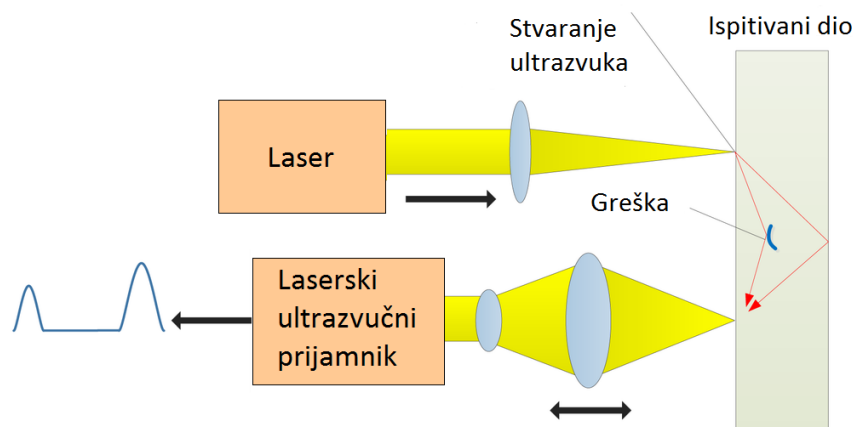 Stvaranje
ultrazvuka
Ispitivani dio
Laser
Greška
Laserski
ultrazvučni
prijamnik